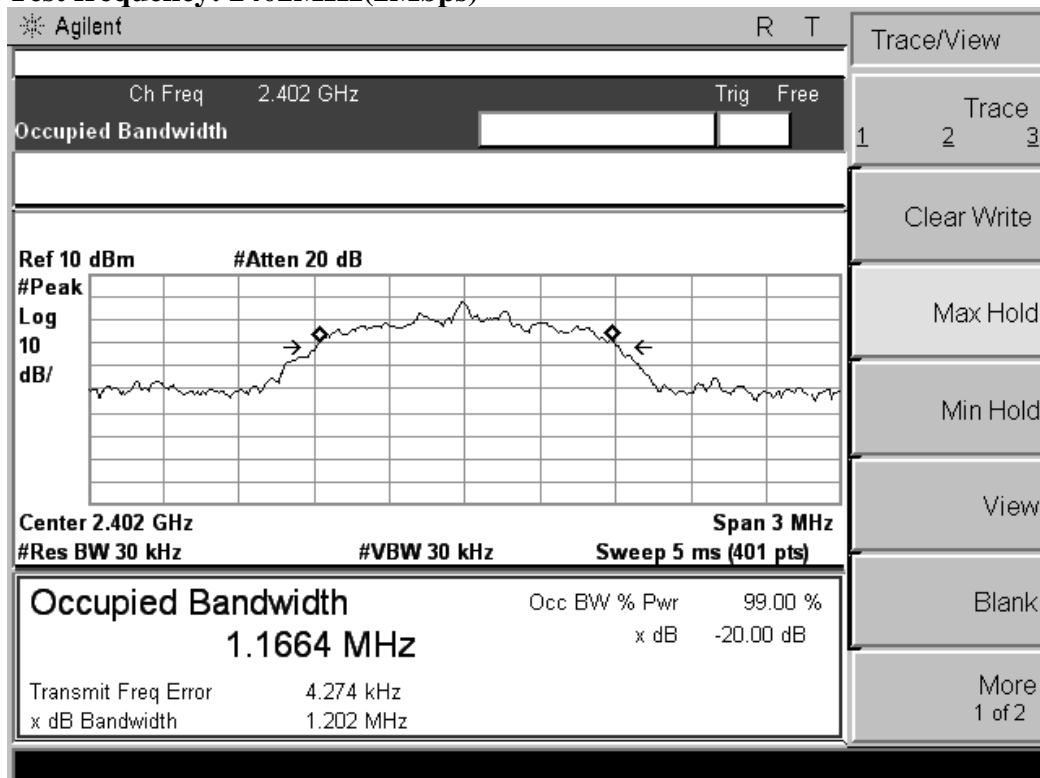 Test frequency: 2402MHz(2Mbps)
Agilent R T
Trace/View
Ch Freq 2.402 GHz Trig Free
Occupied Bandwidth
Trace
1 2 3
Clear Write
Ref 10 dBm #Atten 20 dB
#Peak
Log
10
dB/
Max Hold
Min Hold
View
Center 2.402 GHz Span 3 MHz
#Res BW 30 kHz #VBW 30 kHz Sweep 5 ms (401 pts)
Occupied Bandwidth Occ BW % Pwr 99.00 %
1.1664 MHz x dB -20.00 dB
Blank
Transmit Freq Error 4.274 kHz
x dB Bandwidth 1.202 MHz
More
1 of 2